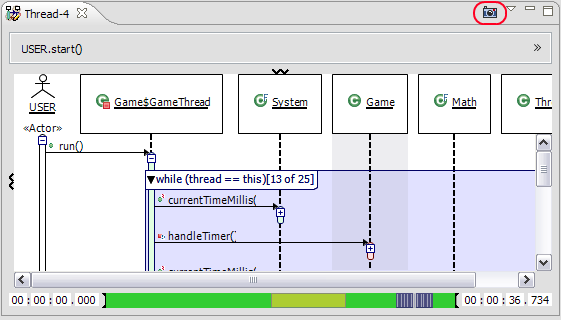 Thread-4
USER.start() »
USER
Game$GameThread
System
Game
Math
Thr
«Actor»
run()
while (thread == this)[13 of 25]
currentTimeMillis(
handleTimer(
currentTimeMillis(
00 : 00 : 00 . 000
00 : 00 : 36 . 734